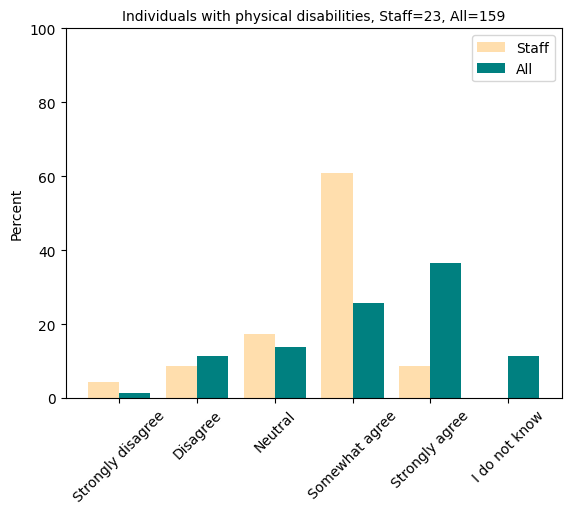 Individuals with physical disabilities, Staff=23, All=159
100
80
60
40
20
0
Percent
Staff
All
Strongly disagree
Disagree
Neutral
Somewhat agree
Strongly agree
I do not know